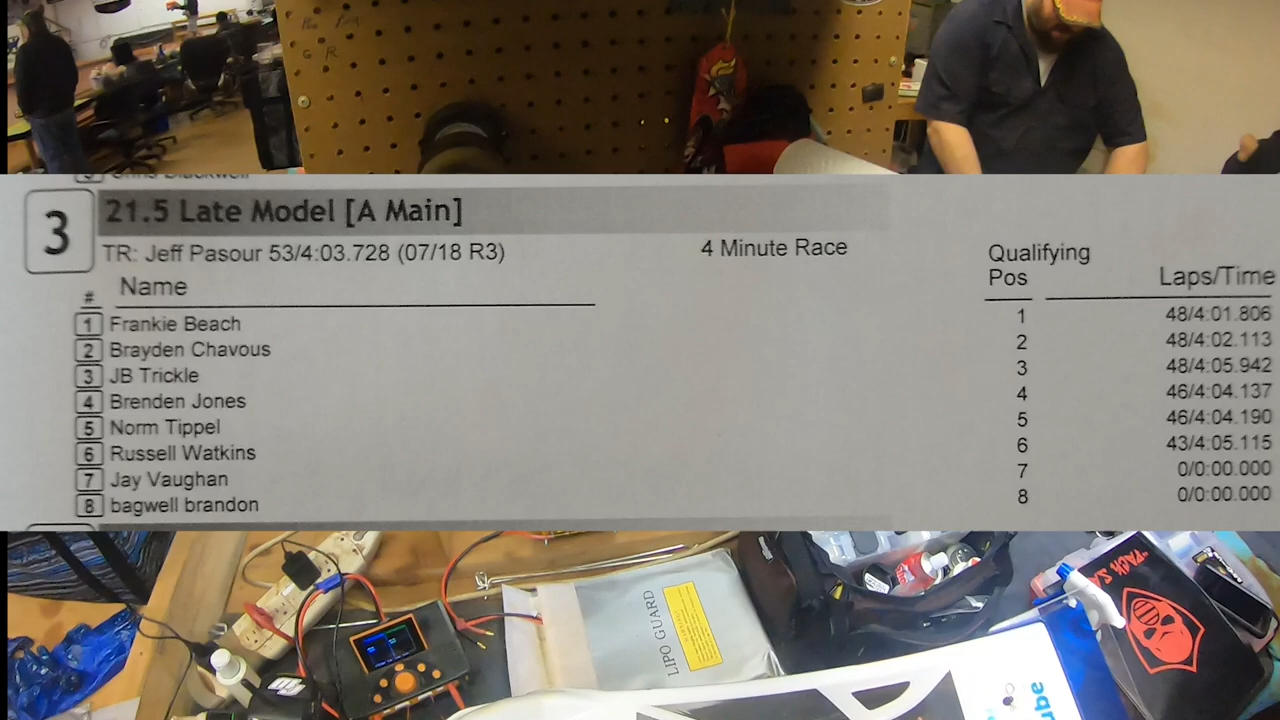 Chris Blackwell
3 21.5 Late Model [A Main]
TR: Jeff Pasour 53/4:03.728 (07/18 R3) 4 Minute Race Qualifying
# Name Pos Laps/Time
1 Frankie Beach 1 48/4:01.806
2 Brayden Chavous 2 48/4:02.113
3 JB Trickle 3 48/4:05.942
4 Brenden Jones 4 46/4:04.137
5 Norm Tippel 5 46/4:04.190
6 Russell Watkins 6 43/4:05.115
7 Jay Vaughan 7 0/0:00.000
8 bagwell brandon 8 0/0:00.000
LIPO GUARD
"PACK
ube